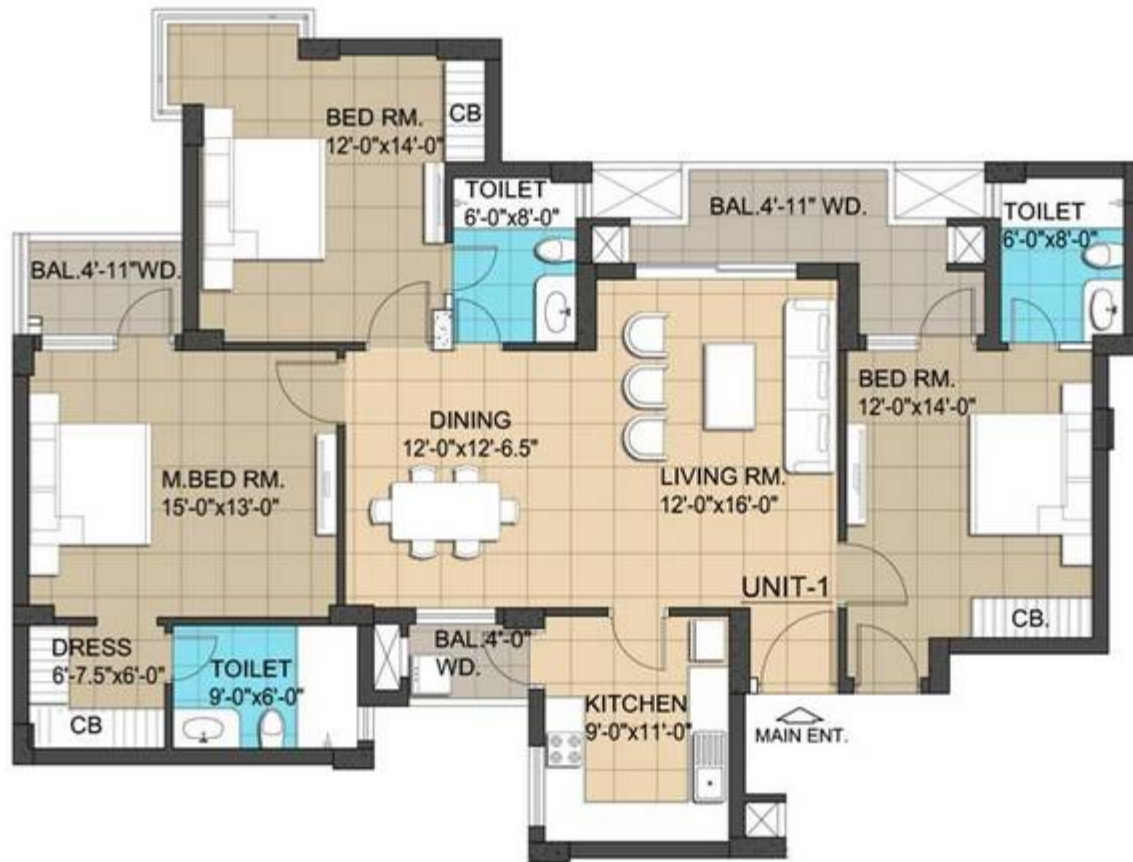 BED RM.
12'-0"x14'-0"
CB
TOILET
6'-0"x8'-0"
BAL.4'-11" WD.
TOILET
6'-0"x8'-0"
BAL.4'-11"WD.
BED RM.
12'-0"x14'-0"
DINING
12'-0"x12'-6.5"
M.BED RM.
15'-0"x13'-0"
LIVING RM.
12'-0"x16'-0"
UNIT-1
CB.
DRESS
6'-7.5"x6'-0"
TOILET
9'-0"x6'-0"
BAL.4'-0"
WD.
CB
KITCHEN
9'-0"x11'-0"
MAIN ENT.